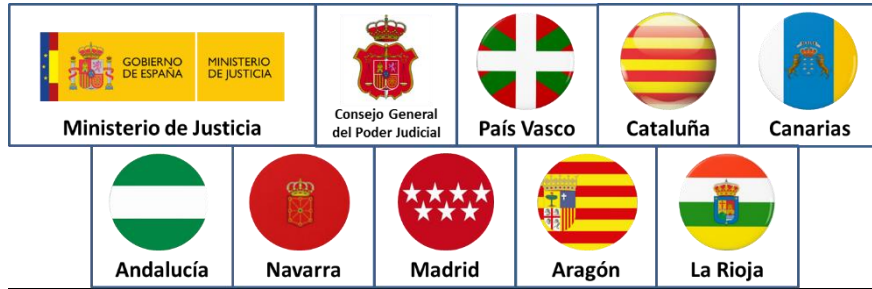 GOBIERNO
DE ESPAÑA
MINISTERIO
DE JUSTICIA
Ministerio de Justicia
Consejo General
del Poder Judicial
País Vasco
Cataluña
Canarias
Andalucía
Navarra
Madrid
Aragón
La Rioja